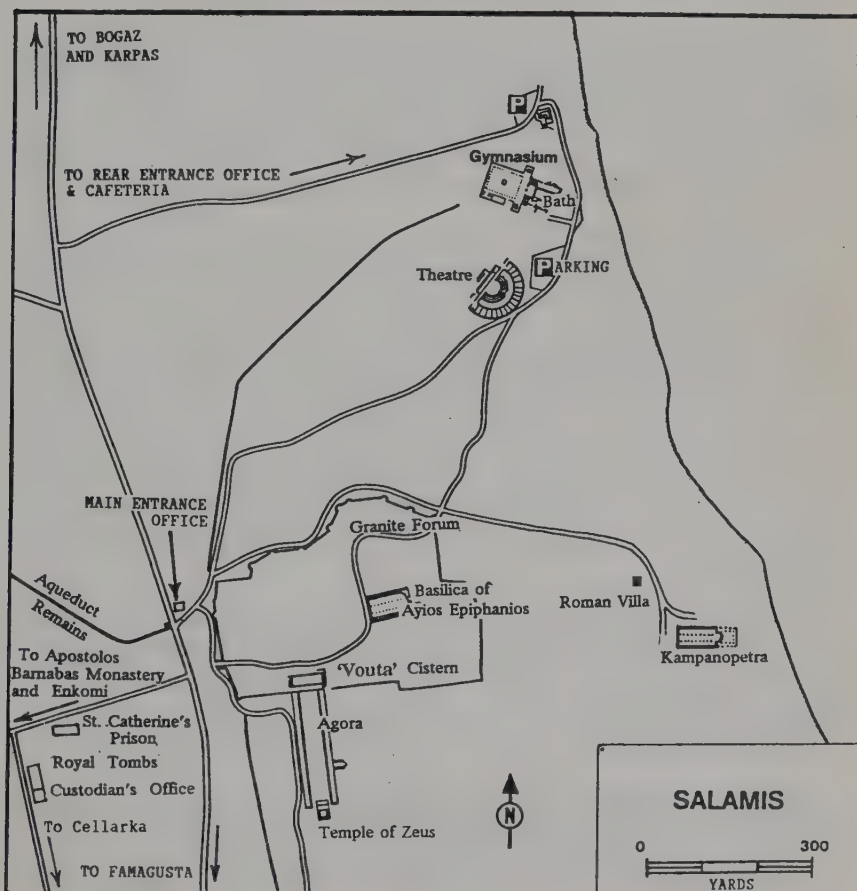 TO BOGAZ
AND KARPAS
P
TO REAR ENTRANCE OFFICE
& CAFETERIA
Gymnasium
Bath
Theatre
PARKING
MAIN ENTRANCE
OFFICE
Granite Forum
Aqueduct
Remains
Basilica of
Ayios Epiphanios
Roman Villa
Kampanopetra
To Apostolos
Barnabas Monastery
and Enkomi
'Vouta' Cistern
St. Catherine's
Prison
Agora
Royal Tombs
Custodian's Office
To Cellarka
TO FAMAGUSTA
Temple of Zeus
N
SALAMIS
0 300
YARDS